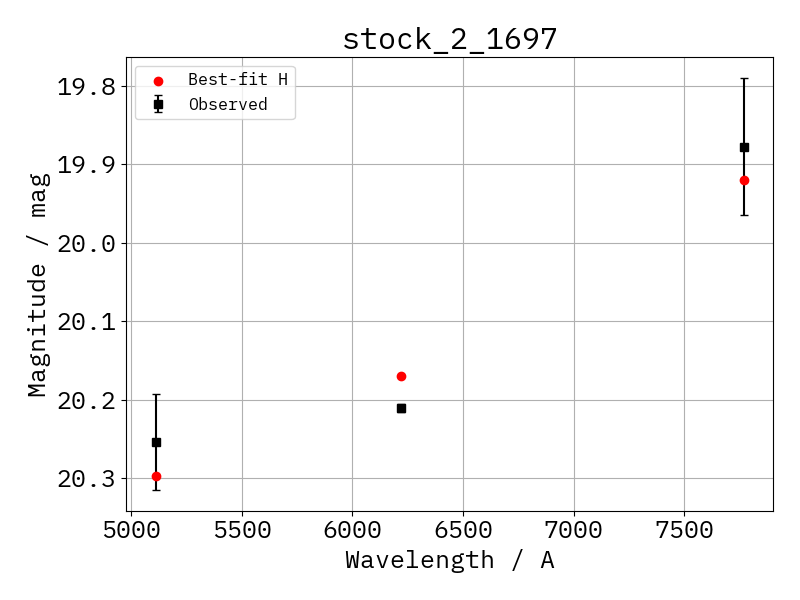 stock_2_1697
Best-fit H
Observed
Magnitude / mag
19.8
19.9
20.0
20.1
20.2
20.3
5000 5500 6000 6500 7000 7500
Wavelength / A